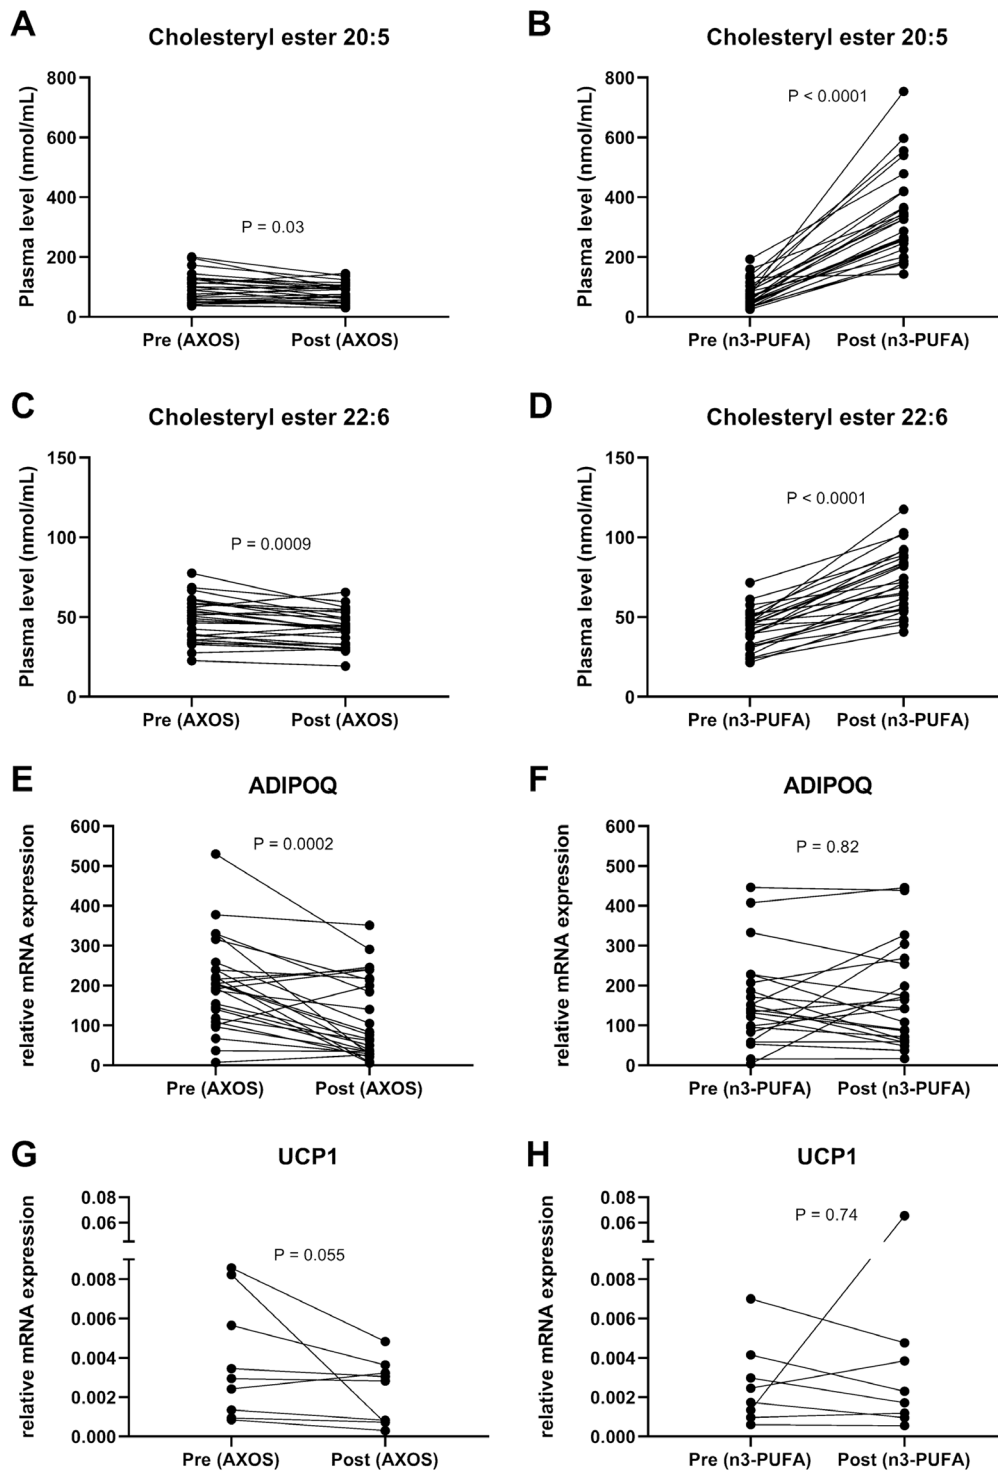 A
Cholesteryl ester 20:5
Plasma level (nmol/mL)
800
600
400
200
0
P = 0.03
Pre (AXOS)
Post (AXOS)
B
Cholesteryl ester 20:5
Plasma level (nmol/mL)
800
600
400
200
0
P < 0.0001
Pre (n3-PUFA)
Post (n3-PUFA)
C
Cholesteryl ester 22:6
Plasma level (nmol/mL)
150
100
50
0
P = 0.0009
Pre (AXOS)
Post (AXOS)
D
Cholesteryl ester 22:6
Plasma level (nmol/mL)
150
100
50
0
P < 0.0001
Pre (n3-PUFA)
Post (n3-PUFA)
E
ADIPOQ
relative mRNA expression
600
500
400
300
200
100
0
P = 0.0002
Pre (AXOS)
Post (AXOS)
F
ADIPOQ
relative mRNA expression
600
500
400
300
200
100
0
P = 0.82
Pre (n3-PUFA)
Post (n3-PUFA)
G
UCP1
relative mRNA expression
0.08
0.06
0.008
0.006
0.004
0.002
0.000
P = 0.055
Pre (AXOS)
Post (AXOS)
H
UCP1
relative mRNA expression
0.08
0.06
0.008
0.006
0.004
0.002
0.000
P = 0.74
Pre (n3-PUFA)
Post (n3-PUFA)